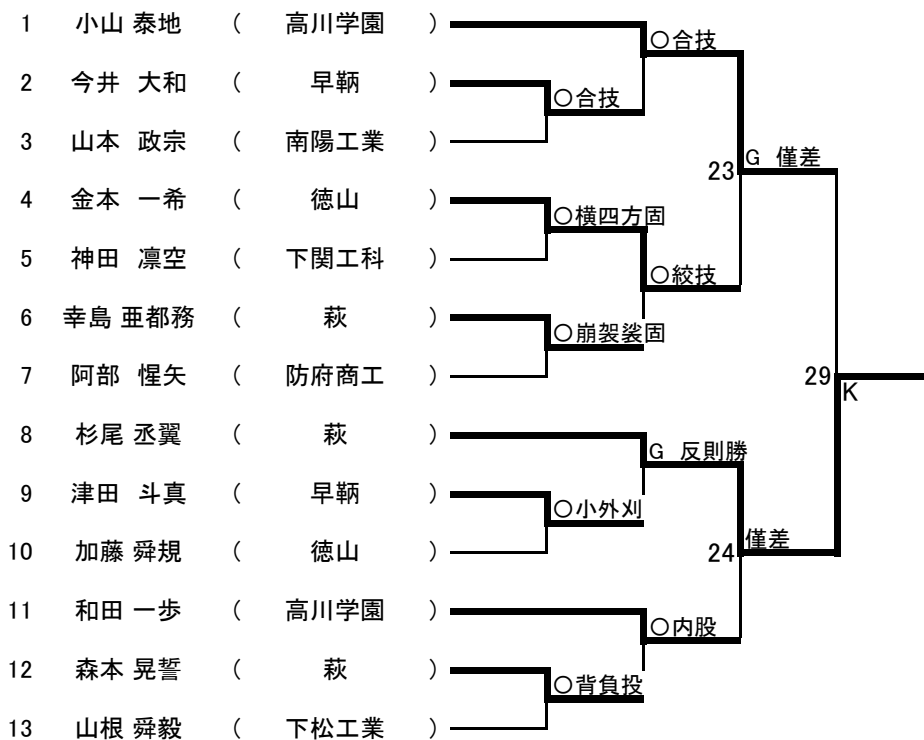 1 小山 泰地 ( 高川学園 )
○合技
2 今井 大和 ( 早鞆 )
○合技
3 山本 政宗 ( 南陽工業 )
G 僅差
23
4 金本 一希 ( 徳山 )
○横四方固
5 神田 凛空 ( 下関工科 )
○絞技
6 幸島 亜都務 ( 萩 )
○崩袈裟固
7 阿部 惺矢 ( 防府商工 )
29
K
8 杉尾 丞翼 ( 萩 )
G 反則勝
9 津田 斗真 ( 早鞆 )
○小外刈
10 加藤 舜規 ( 徳山 )
24
僅差
11 和田 一歩 ( 高川学園 )
○内股
12 森本 晃誓 ( 萩 )
○背負投
13 山根 舜毅 ( 下松工業 )